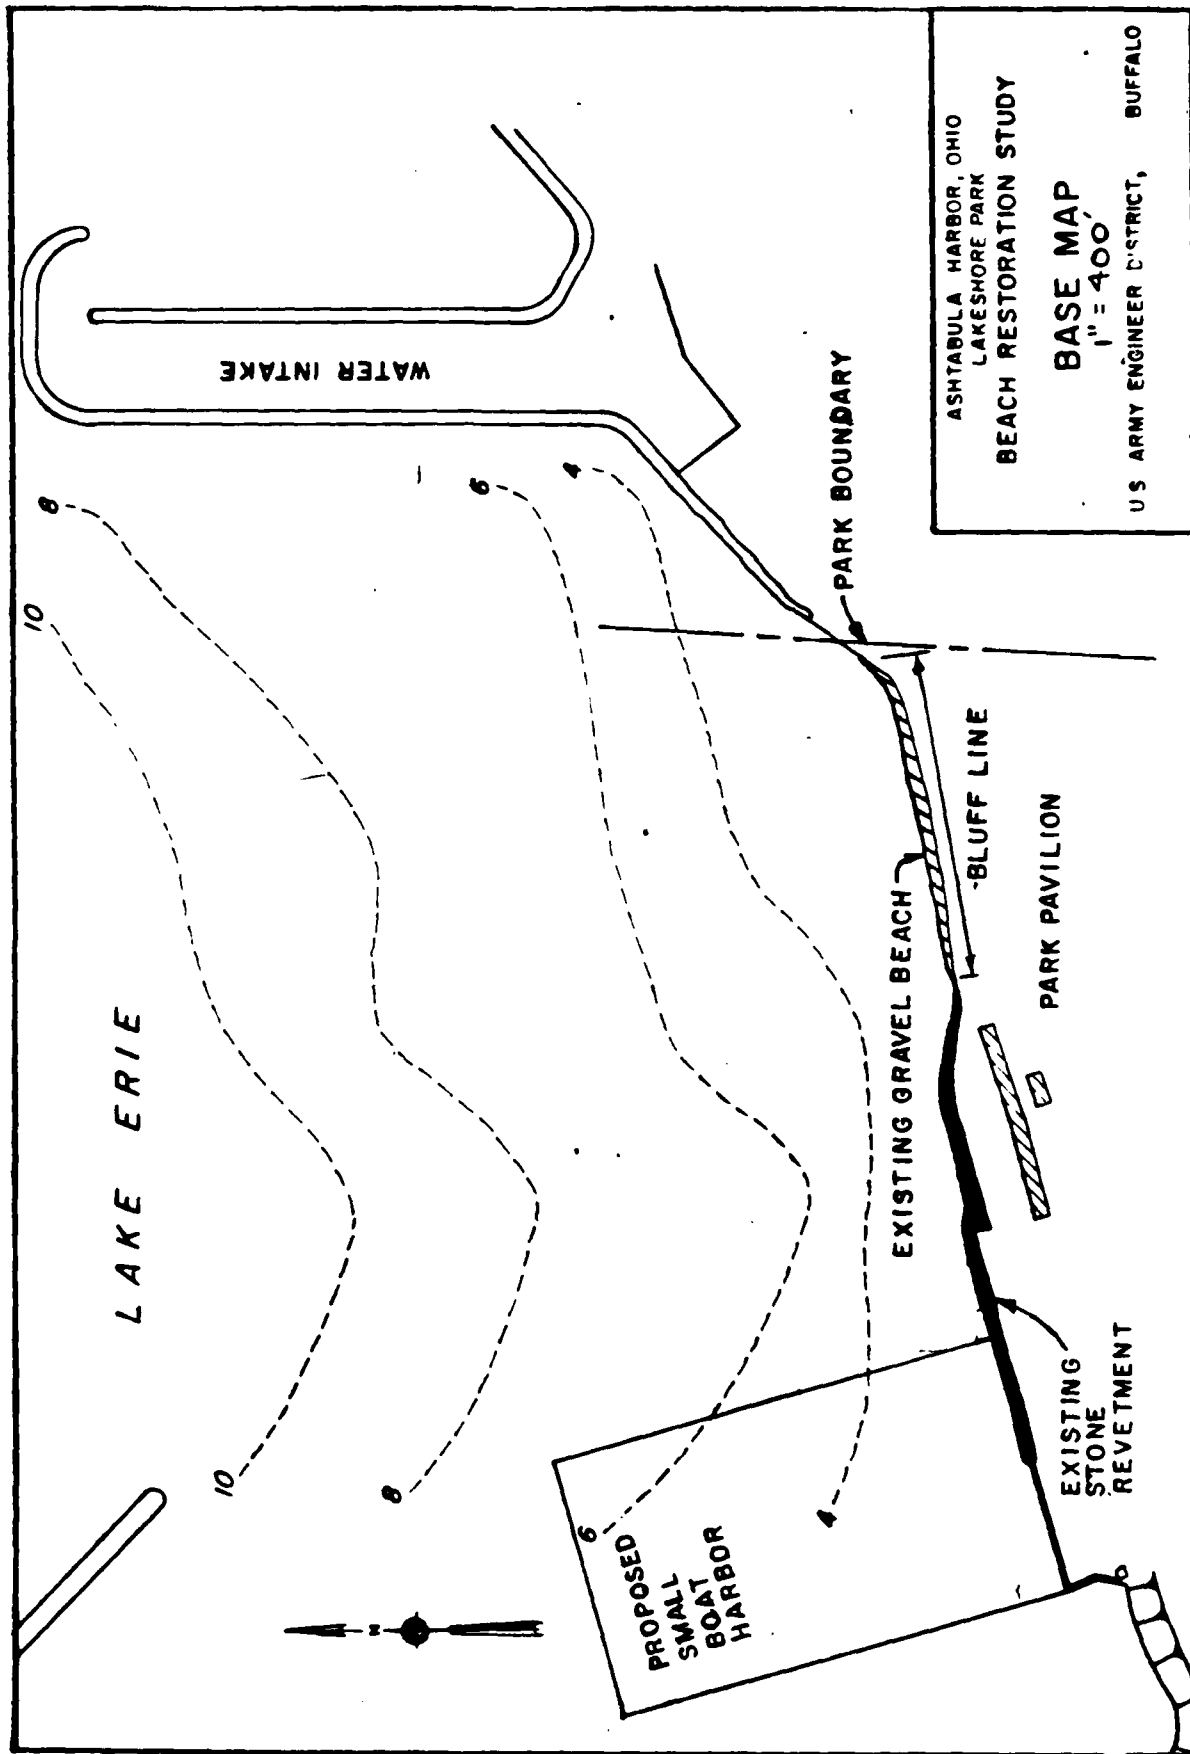 LAKE ERIE
10
8
6
4
10
8
6
4
WATER INTAKE
PROPOSED
SMALL
BOAT
HARBOR
EXISTING GRAVEL BEACH
PARK BOUNDARY
BLUFF LINE
PARK PAVILION
EXISTING
STONE
REVETMENT
ASHTABULA HARBOR, OHIO
LAKESHORE PARK
BEACH RESTORATION STUDY
BASE MAP
1" = 400'
U S ARMY ENGINEER DISTRICT, BUFFALO